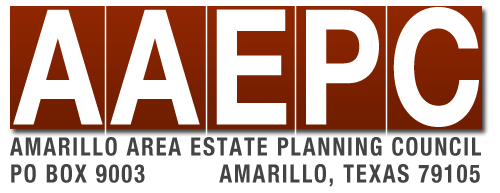 AAEPC
AMARILLO AREA ESTATE PLANNING COUNCIL
PO BOX 9003 AMARILLO, TEXAS 79105